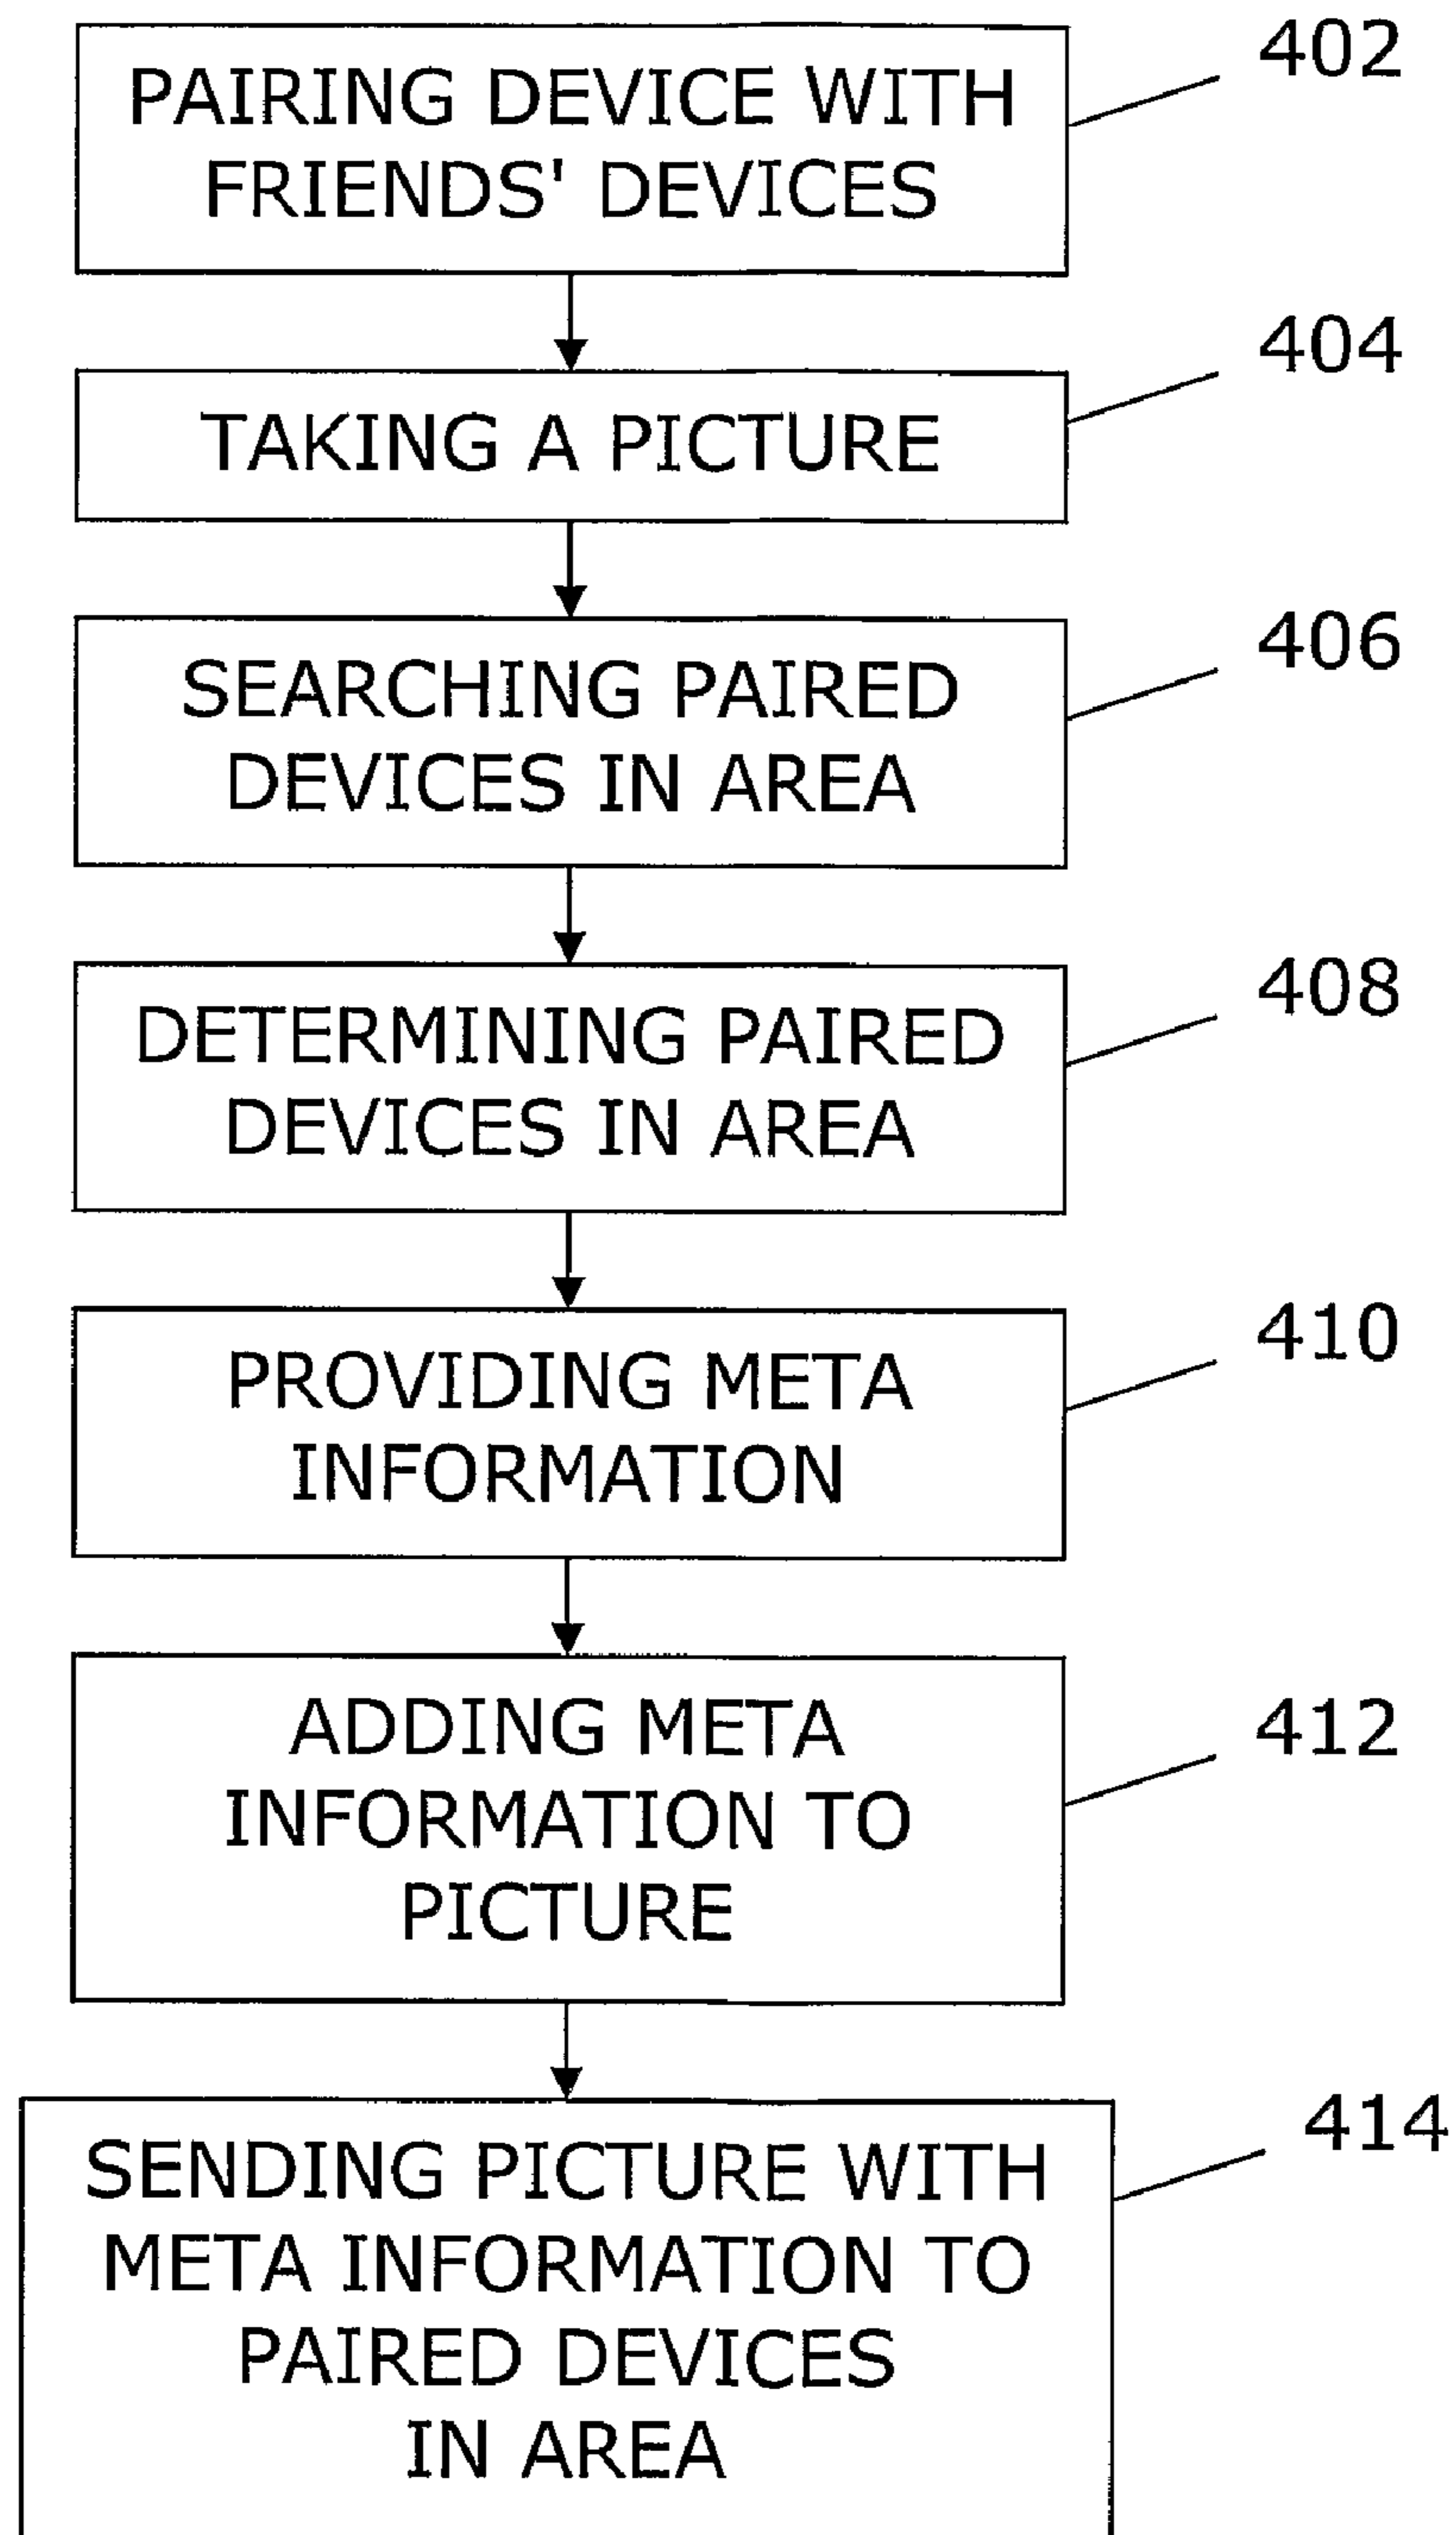 PAIRING DEVICE WITH
FRIENDS' DEVICES
402
TAKING A PICTURE
404
SEARCHING PAIRED
DEVICES IN AREA
406
DETERMINING PAIRED
DEVICES IN AREA
408
PROVIDING META
INFORMATION
410
ADDING META
INFORMATION TO
PICTURE
412
SENDING PICTURE WITH
META INFORMATION TO
PAIRED DEVICES
IN AREA
414